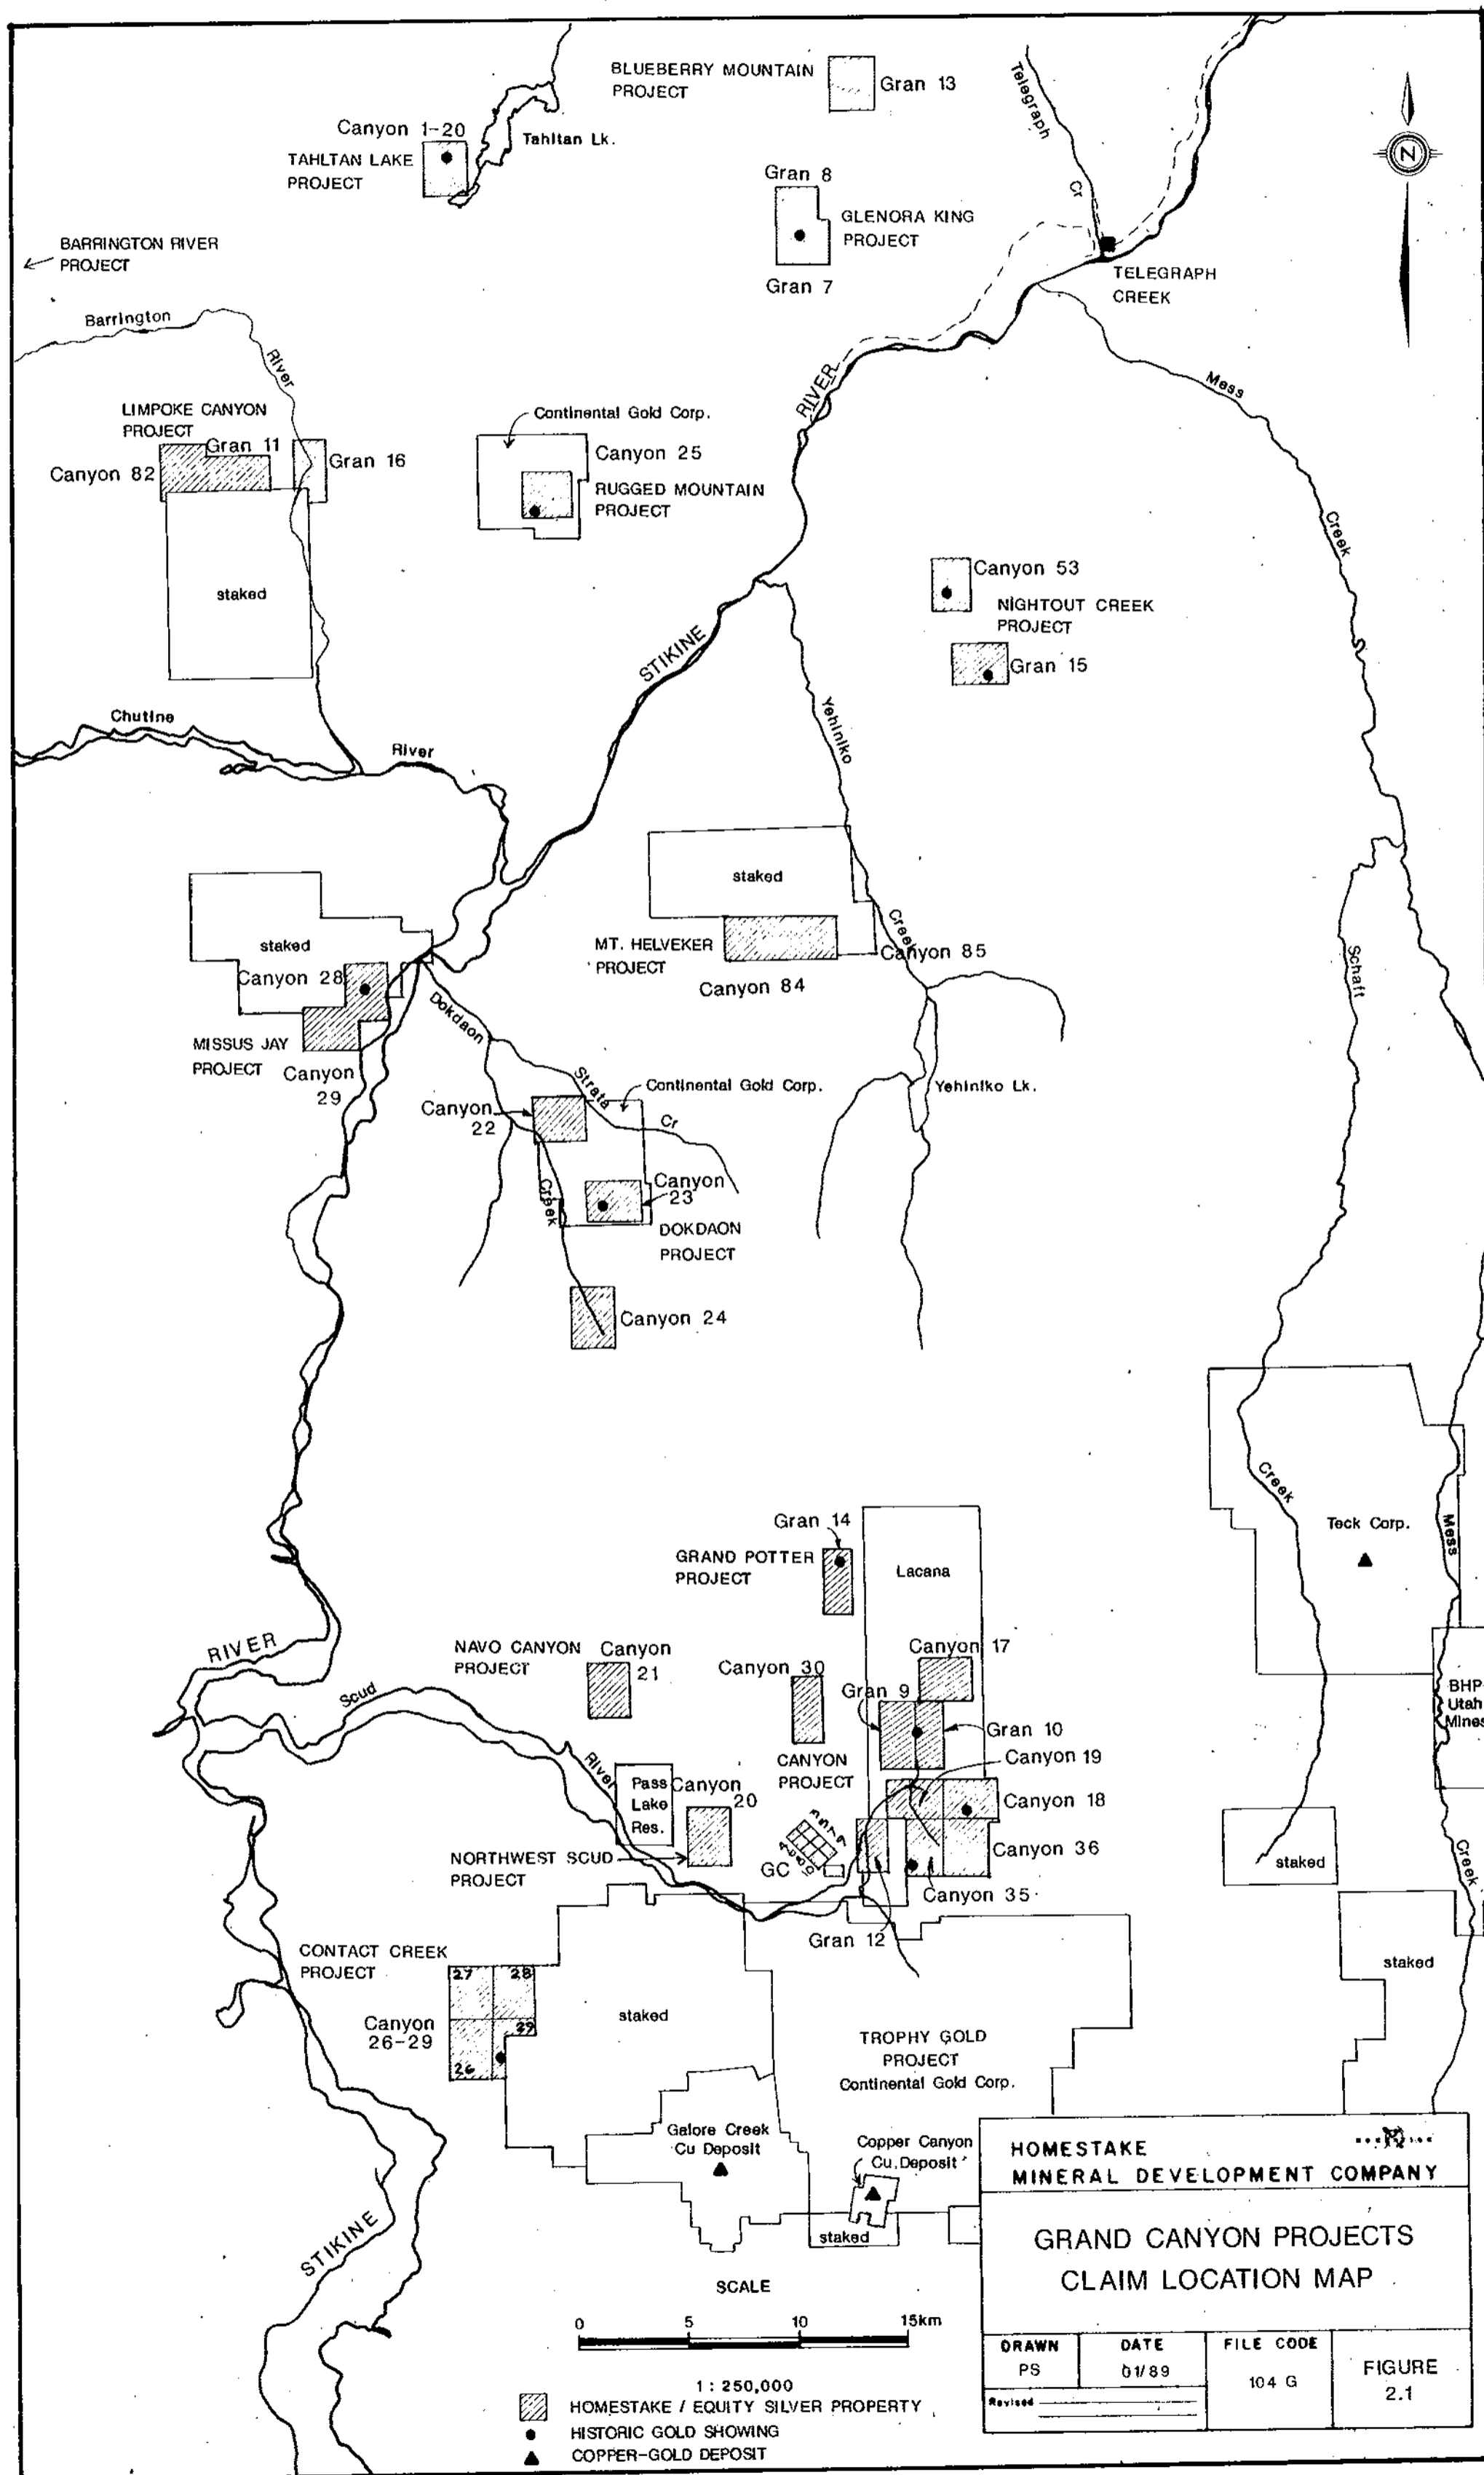 BLUEBERRY MOUNTAIN
PROJECT
Gran 13
Canyon 1-20
TAHLTAN LAKE
PROJECT
Tahltan Lk.
Telegraph
Cr
N
Gran 8
GLENORA KING
PROJECT
Gran 7
BARRINGTON RIVER
PROJECT
TELEGRAPH
CREEK
Barrington
River
Mess
Creek
RIVER
LIMPOKE CANYON
PROJECT
Gran 11
Canyon 82
Gran 16
staked
Continental Gold Corp.
Canyon 25
RUGGED MOUNTAIN
PROJECT
Canyon 53
NIGHTOUT CREEK
PROJECT
Gran 15
STIKINE
Yehiniko
Chutine
River
staked
Creek
MT. HELVEKER
PROJECT
Canyon 85
Canyon 84
staked
Canyon 28
MISSUS JAY
PROJECT
Canyon
29
Schaft
Dokdaon
Strata
Cr
Continental Gold Corp.
Yehiniko Lk.
Canyon
22
Creek
Canyon
23
DOKDAON
PROJECT
Canyon 24
Creek
Teck Corp.
Mess
Gran 14
GRAND POTTER
PROJECT
Lacana
RIVER
NAVO CANYON
PROJECT
Canyon
21
Canyon 30
Canyon 17
Gran 9
Gran 10
Canyon 19
CANYON
PROJECT
Canyon 18
Canyon 36
Canyon 35
Gran 12
GC
BHP
Utah
Mines
Scud
River
Pass
Lake
Res.
Canyon
20
NORTHWEST SCUD
PROJECT
staked
Creek
staked
CONTACT CREEK
PROJECT
27
28
29
26
Canyon
26-29
staked
TROPHY GOLD
PROJECT
Continental Gold Corp.
Galore Creek
Cu Deposit
Copper Canyon
Cu Deposit
staked
STIKINE
SCALE
0 5 10 15km
1 : 250,000
HOMESTAKE / EQUITY SILVER PROPERTY
HISTORIC GOLD SHOWING
COPPER-GOLD DEPOSIT
HOMESTAKE
MINERAL DEVELOPMENT COMPANY
GRAND CANYON PROJECTS
CLAIM LOCATION MAP
DRAWN
PS
DATE
01/89
FILE CODE
104 G
FIGURE
2.1
Revised